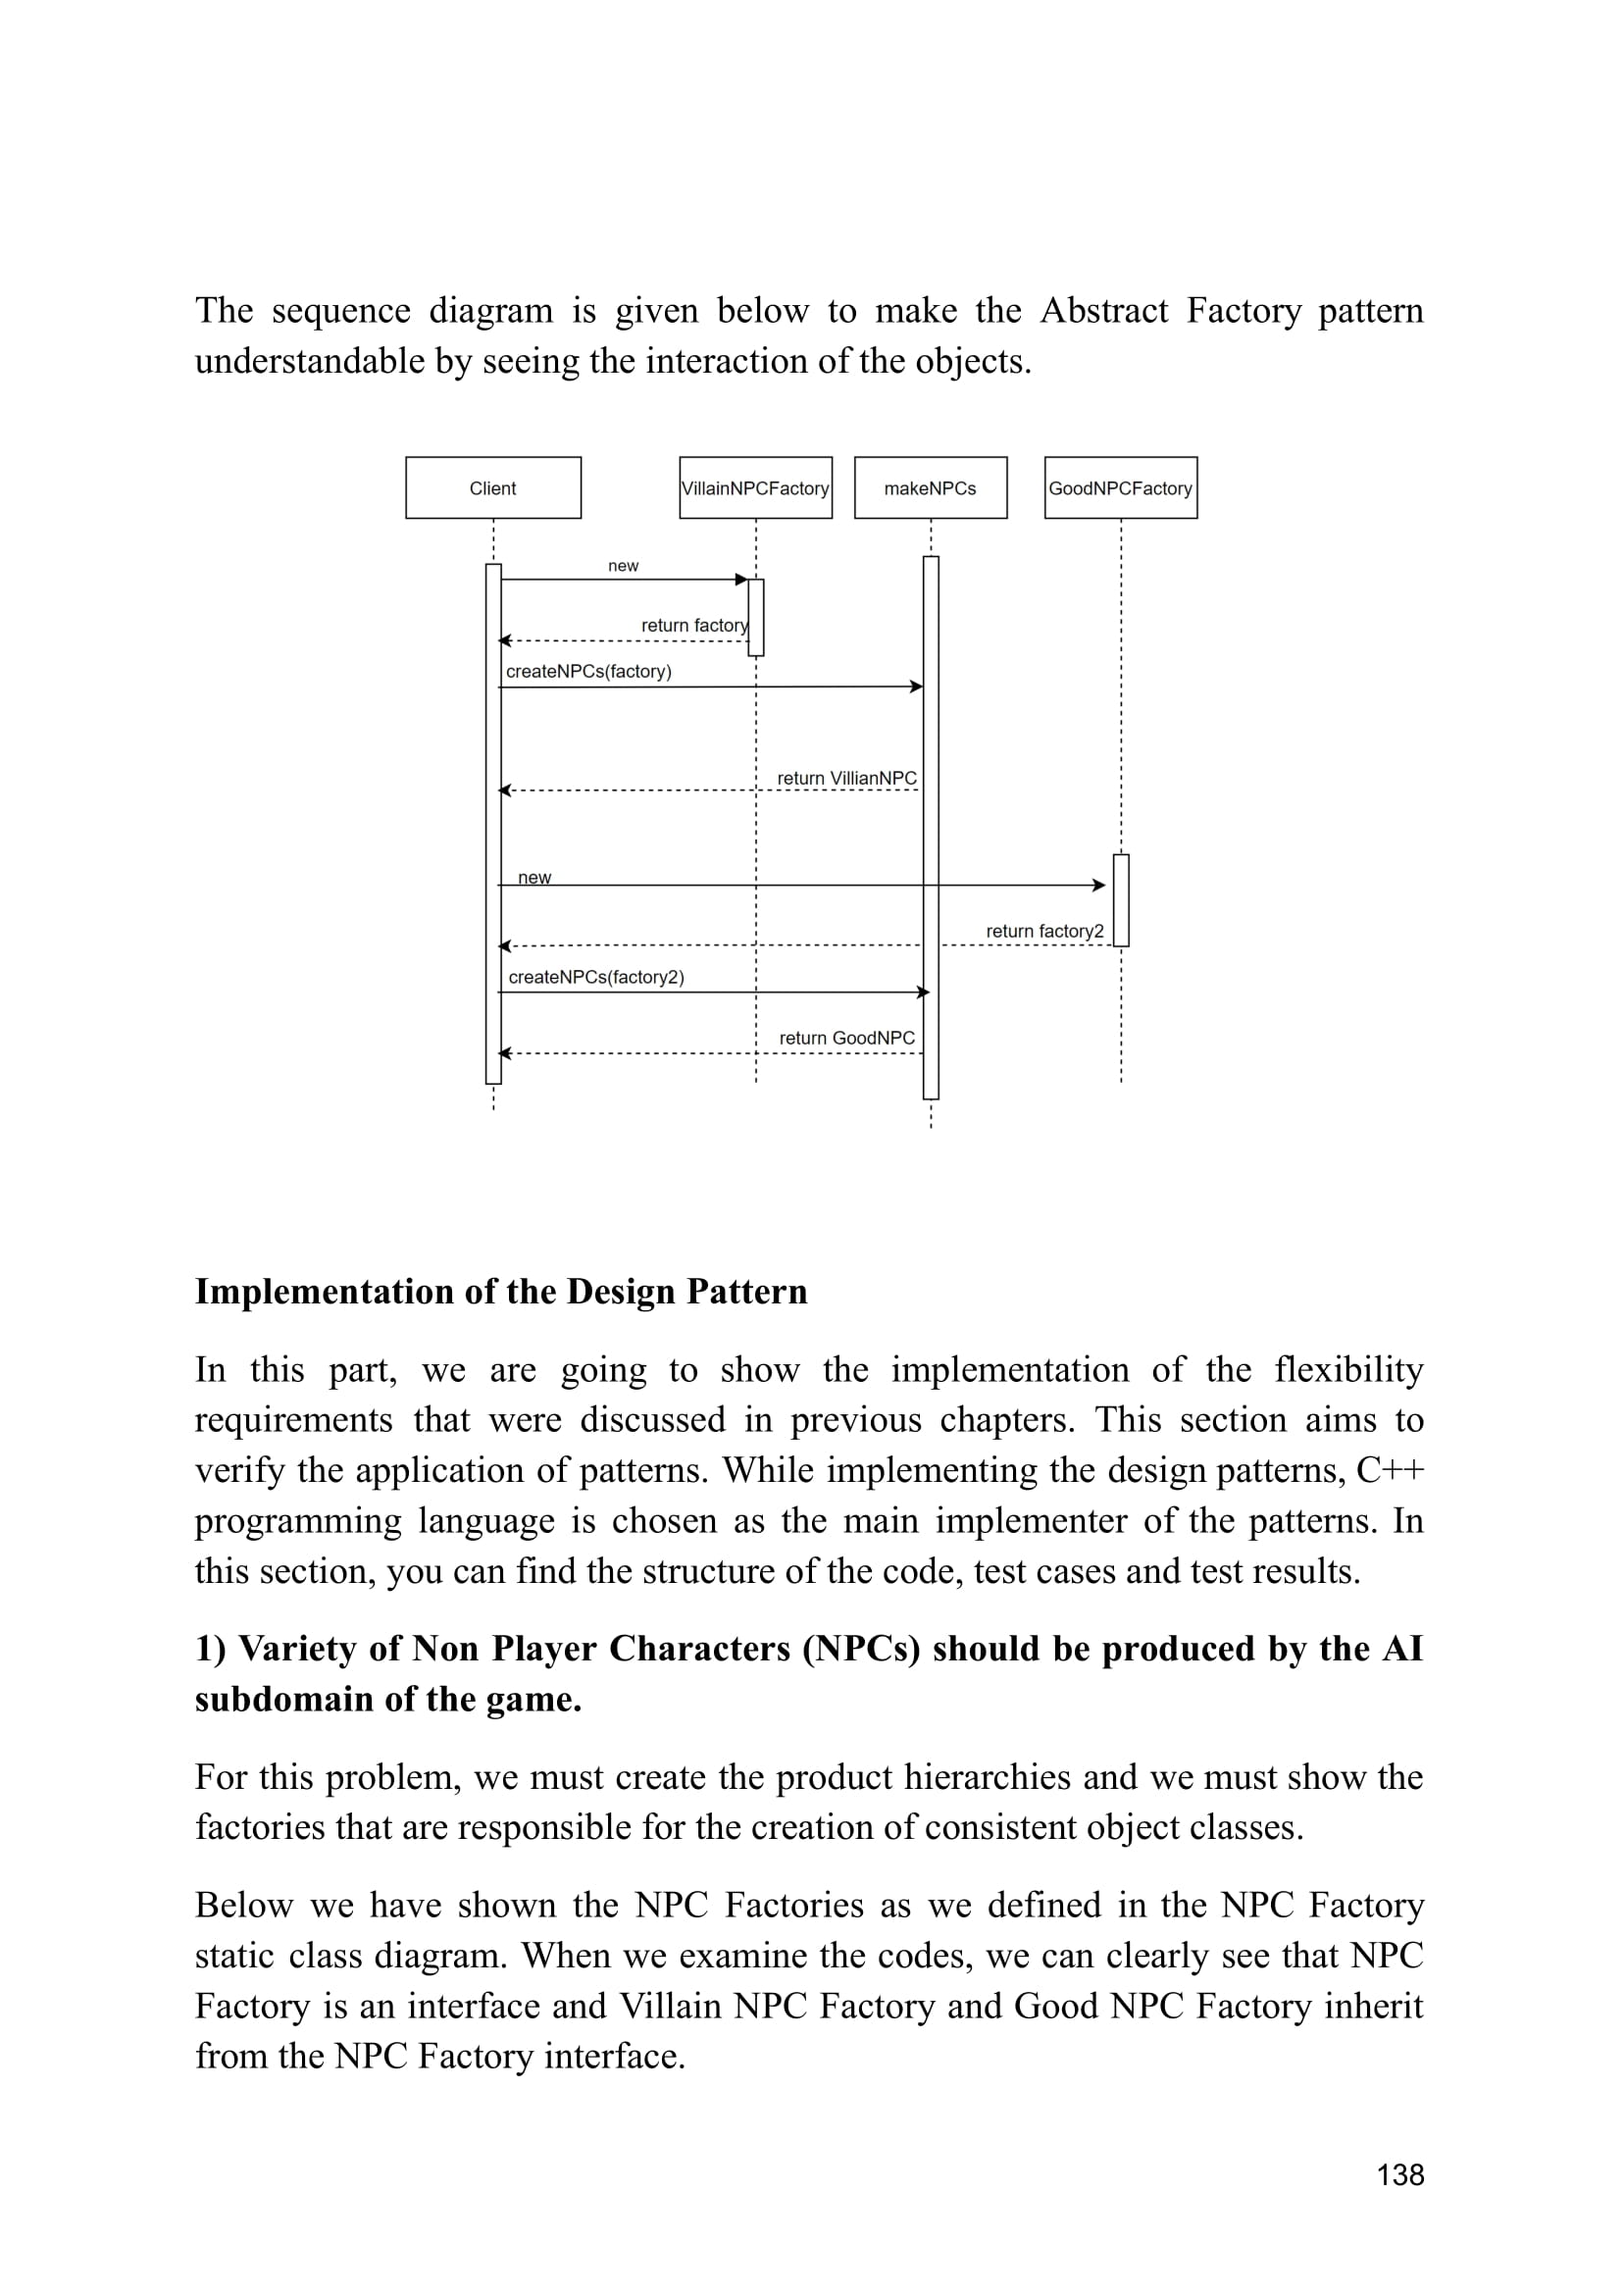 The sequence diagram is given below to make the Abstract Factory pattern
understandable by seeing the interaction of the objects.
Client
VillainNPCFactory
makeNPCs
GoodNPCFactory
new
return factory
createNPCs(factory)
return VillianNPC
new
return factory2
createNPCs(factory2)
return GoodNPC
Implementation of the Design Pattern
In this part, we are going to show the implementation of the flexibility
requirements that were discussed in previous chapters. This section aims to
verify the application of patterns. While implementing the design patterns, C++
programming language is chosen as the main implementer of the patterns. In
this section, you can find the structure of the code, test cases and test results.
1) Variety of Non Player Characters (NPCs) should be produced by the AI
subdomain of the game.
For this problem, we must create the product hierarchies and we must show the
factories that are responsible for the creation of consistent object classes.
Below we have shown the NPC Factories as we defined in the NPC Factory
static class diagram. When we examine the codes, we can clearly see that NPC
Factory is an interface and Villain NPC Factory and Good NPC Factory inherit
from the NPC Factory interface.
138